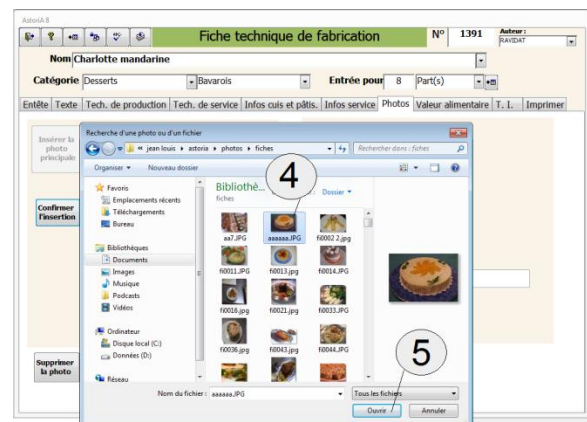 AstoriA 8
Fiche technique de fabrication
N° 1391
Auteur :
RAVIDAT
Nom Charlotte mandarine
Catégorie Desserts Bavarois Entrée pour 8 Part(s)
Entête Texte Tech. de production Tech. de service Infos cuis et pâtis. Infos service Photos Valeur alimentaire T. I. Imprimer
Insérer la
photo
principale
Confirmer
l'insertion
Supprimer
la photo
Recherche d'une photo ou d'un fichier
« jean louis ▸ astoria ▸ photos ▸ fiches
Rechercher dans : fiches
Organiser Nouveau dossier
Favoris
Emplacements récents
Téléchargements
Bureau
Bibliothèques
Documents
Images
Musique
Podcasts
Vidéos
Ordinateur
Disque local (C:)
Données (D:)
Réseau
Bibliothè...
fiches
Dossier
4
aa7.JPG aaaaaa.JPG fi0002 2.jpg
fi0011.JPG fi0013.jpg fi0014.JPG
fi0016.jpg fi0021.jpg fi0033.JPG
fi0036.jpg fi0043.jpg fi0044.JPG
5
Nom du fichier : aaaaaa.JPG
Tous les fichiers
Ouvrir Annuler